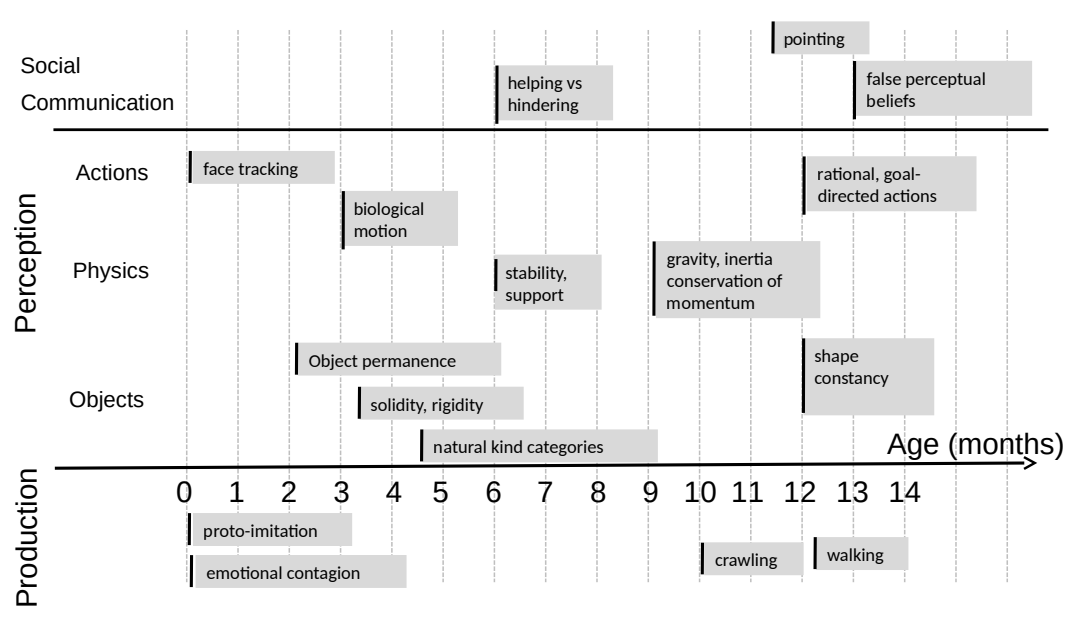 pointing
Social
Communication
helping vs
hindering
false perceptual
beliefs
Perception
Actions
face tracking
rational, goal-
directed actions
biological
motion
Physics
stability,
support
gravity, inertia
conservation of
momentum
Object permanence
shape
constancy
Objects
solidity, rigidity
natural kind categories
Age (months)
0 1 2 3 4 5 6 7 8 9 10 11 12 13 14
Production
proto-imitation
emotional contagion
crawling
walking